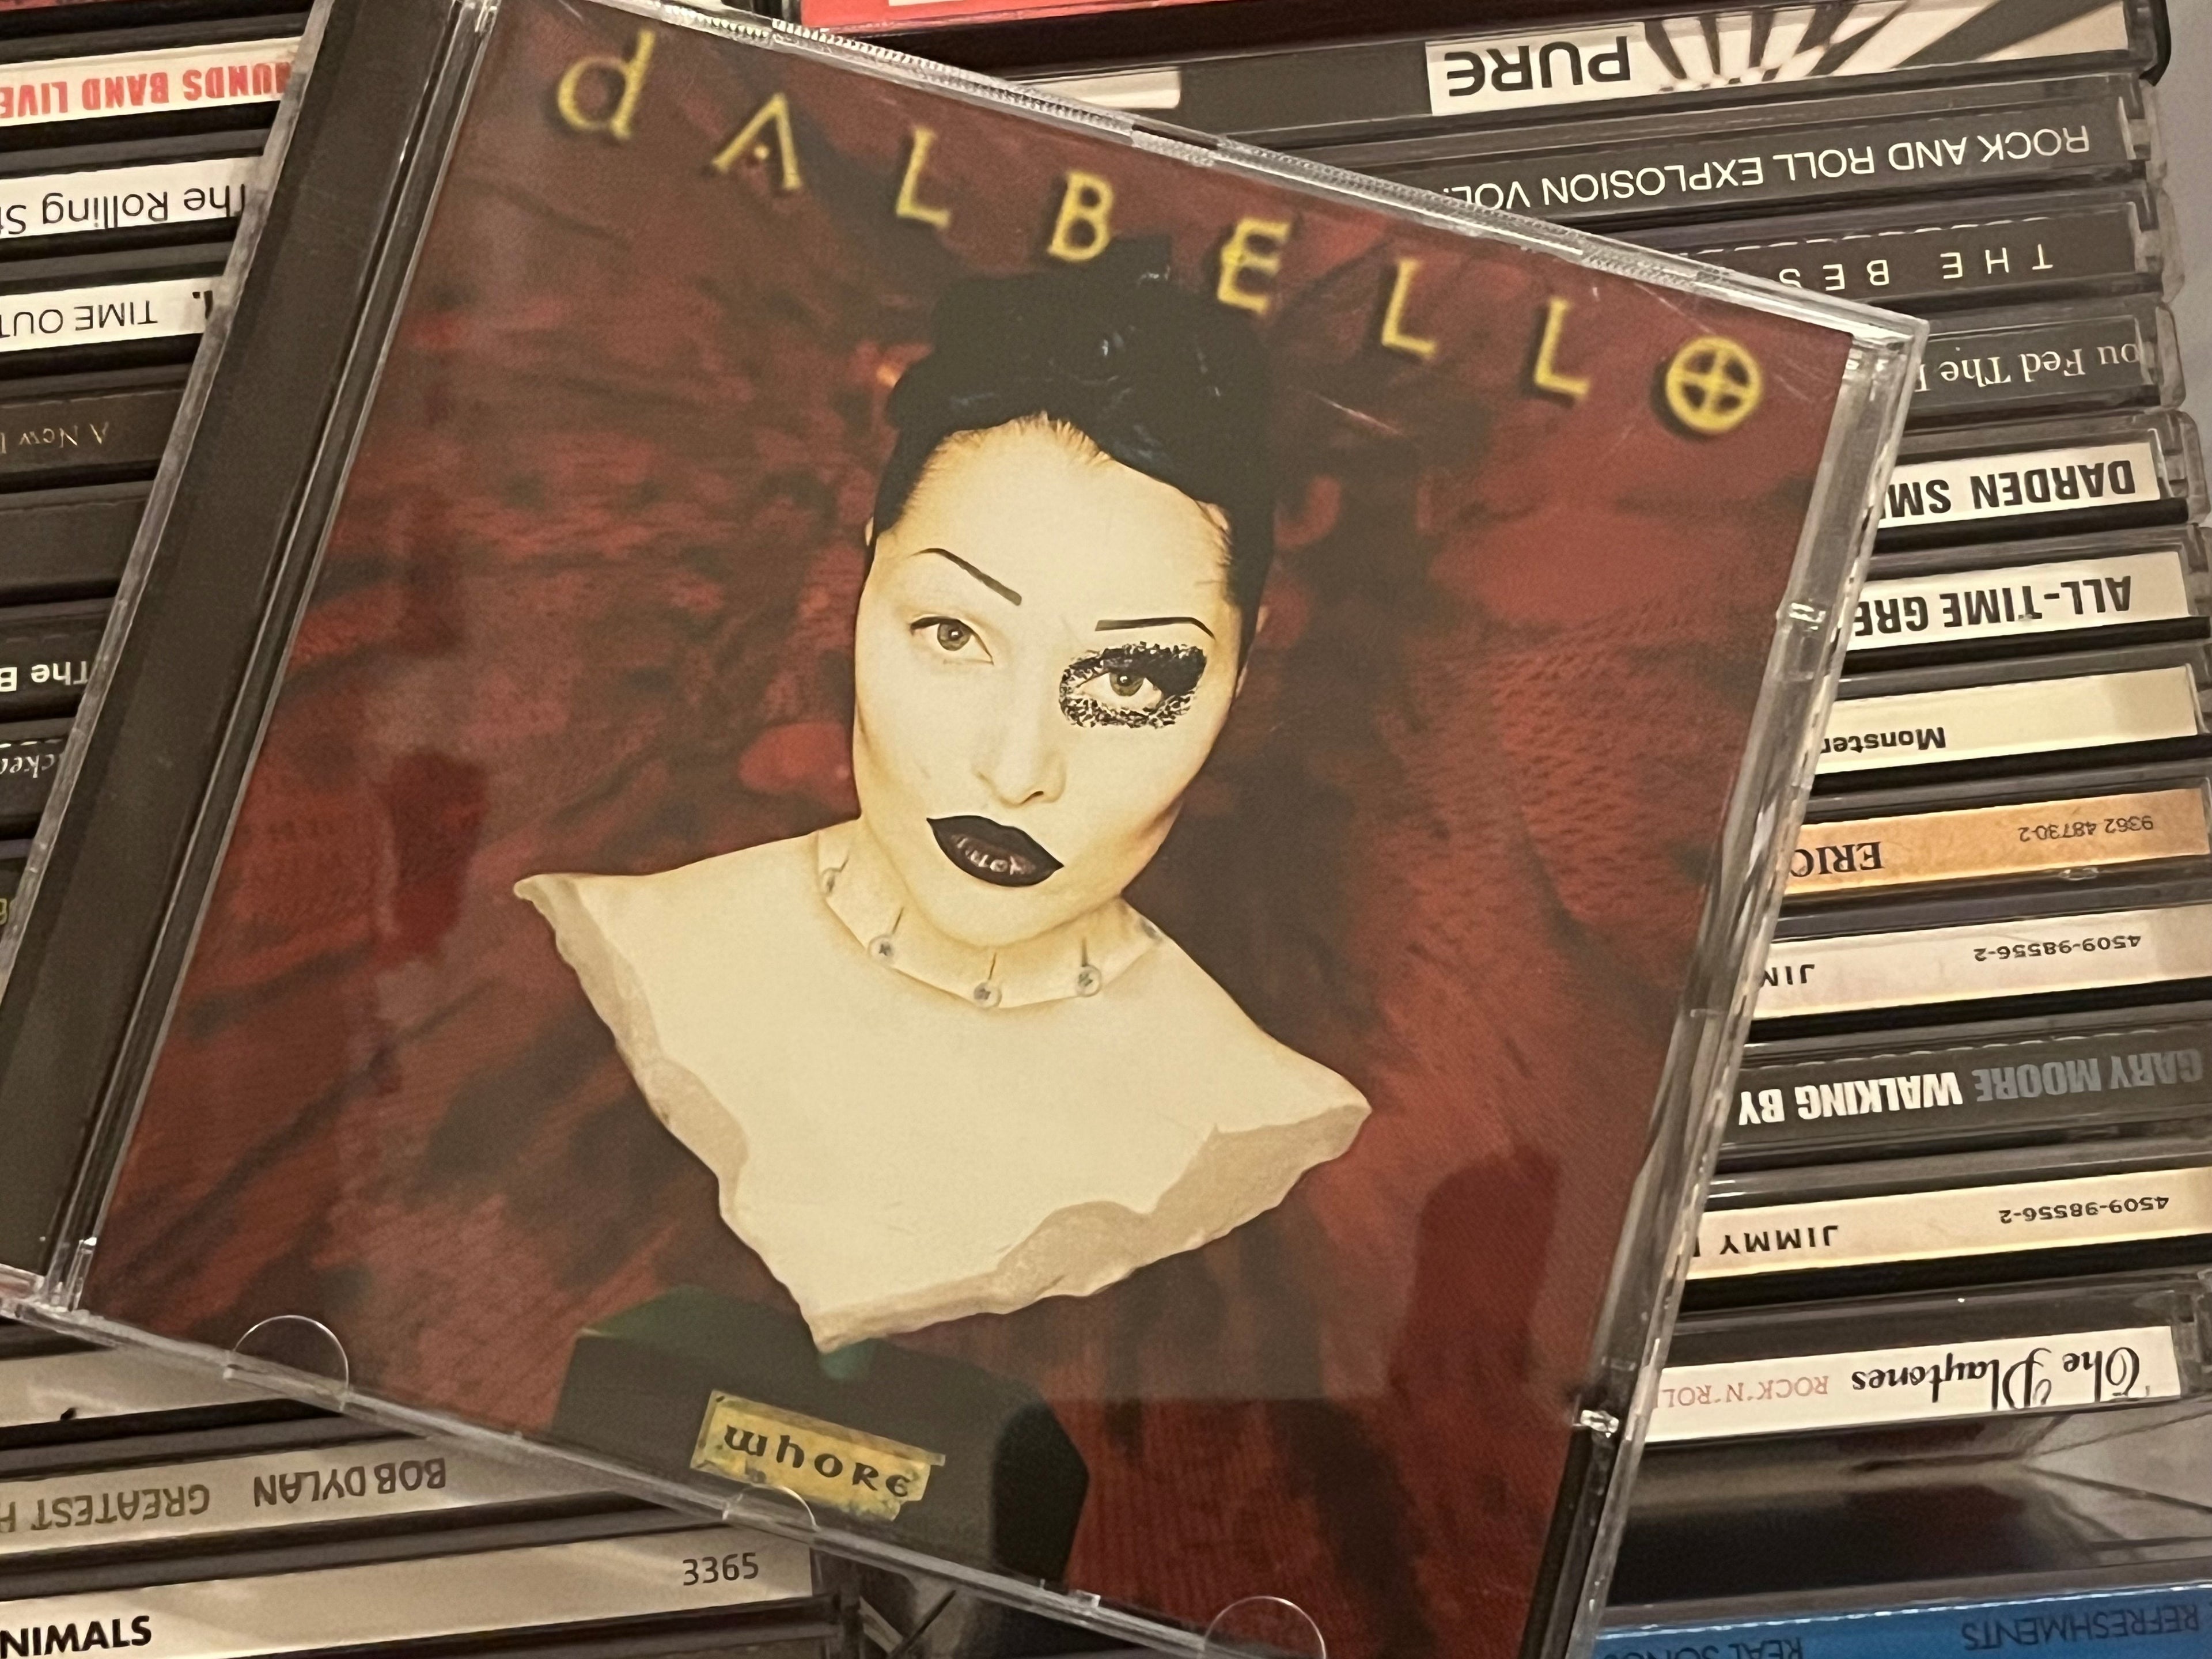 dALBELLO
whore
UNDS BAND LIVE
The Rolling St
TIME OUT
A New
The B
BOB DYLAN GREATEST H
3365
NIMALS
PURE
ROCK AND ROLL EXPLOSION VOL.
THE BES
ou Fed The
DARDEN SM
ALL-TIME GRE
Monster
ERIC 9362 48730-2
JIM 4509-98556-2
GARY MOORE WALKING BY
JIMMY 4509-98556-2
The Playtones ROCK'N'ROL
REFRESHMENTS REAL SONGS